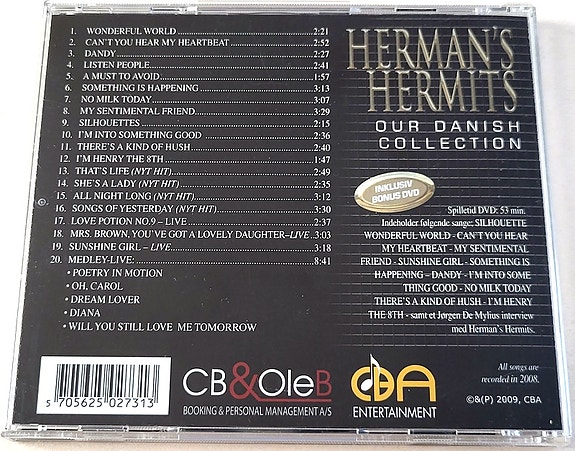 1. WONDERFUL WORLD 2:21
2. CAN'T YOU HEAR MY HEARTBEAT 2:52
3. DANDY 2:27
4. LISTEN PEOPLE 2:41
5. A MUST TO AVOID 1:57
6. SOMETHING IS HAPPENING 3:13
7. NO MILK TODAY 3:07
8. MY SENTIMENTAL FRIEND 3:29
9. SILHOUETTES 2:15
10. I'M INTO SOMETHING GOOD 2:36
11. THERE'S A KIND OF HUSH 2:40
12. I'M HENRY THE 8TH 1:47
13. THAT'S LIFE (NYT HIT) 2:49
14. SHE'S A LADY (NYT HIT) 2:35
15. ALL NIGHT LONG (NYT HIT) 2:12
16. SONGS OF YESTERDAY (NYT HIT) 3:30
17. LOVE POTION NO.9 – LIVE 2:37
18. MRS. BROWN, YOU'VE GOT A LOVELY DAUGHTER–LIVE 3:03
19. SUNSHINE GIRL – LIVE 3:18
20. MEDLEY-LIVE: 8:41
• POETRY IN MOTION
• OH, CAROL
• DREAM LOVER
• DIANA
• WILL YOU STILL LOVE ME TOMORROW
HERMAN'S
HERMITS
OUR DANISH
COLLECTION
INKLUSIV
BONUS DVD
Spilletid DVD: 53 min.
Indeholder følgende sange: SILHOUETTE
WONDERFUL WORLD - CAN'T YOU HEAR
MY HEARTBEAT - MY SENTIMENTAL
FRIEND - SUNSHINE GIRL - SOMETHING IS
HAPPENING – DANDY - I'M INTO SOME
THING GOOD - NO MILK TODAY
THERE'S A KIND OF HUSH - I'M HENRY
THE 8TH - samt et Jørgen De Mylius interview
med Herman's Hermits.
5 705625 027313
CB&OleB
BOOKING & PERSONAL MANAGEMENT A/S
CBA
ENTERTAINMENT
All songs are
recorded in 2008.
©&(P) 2009, CBA